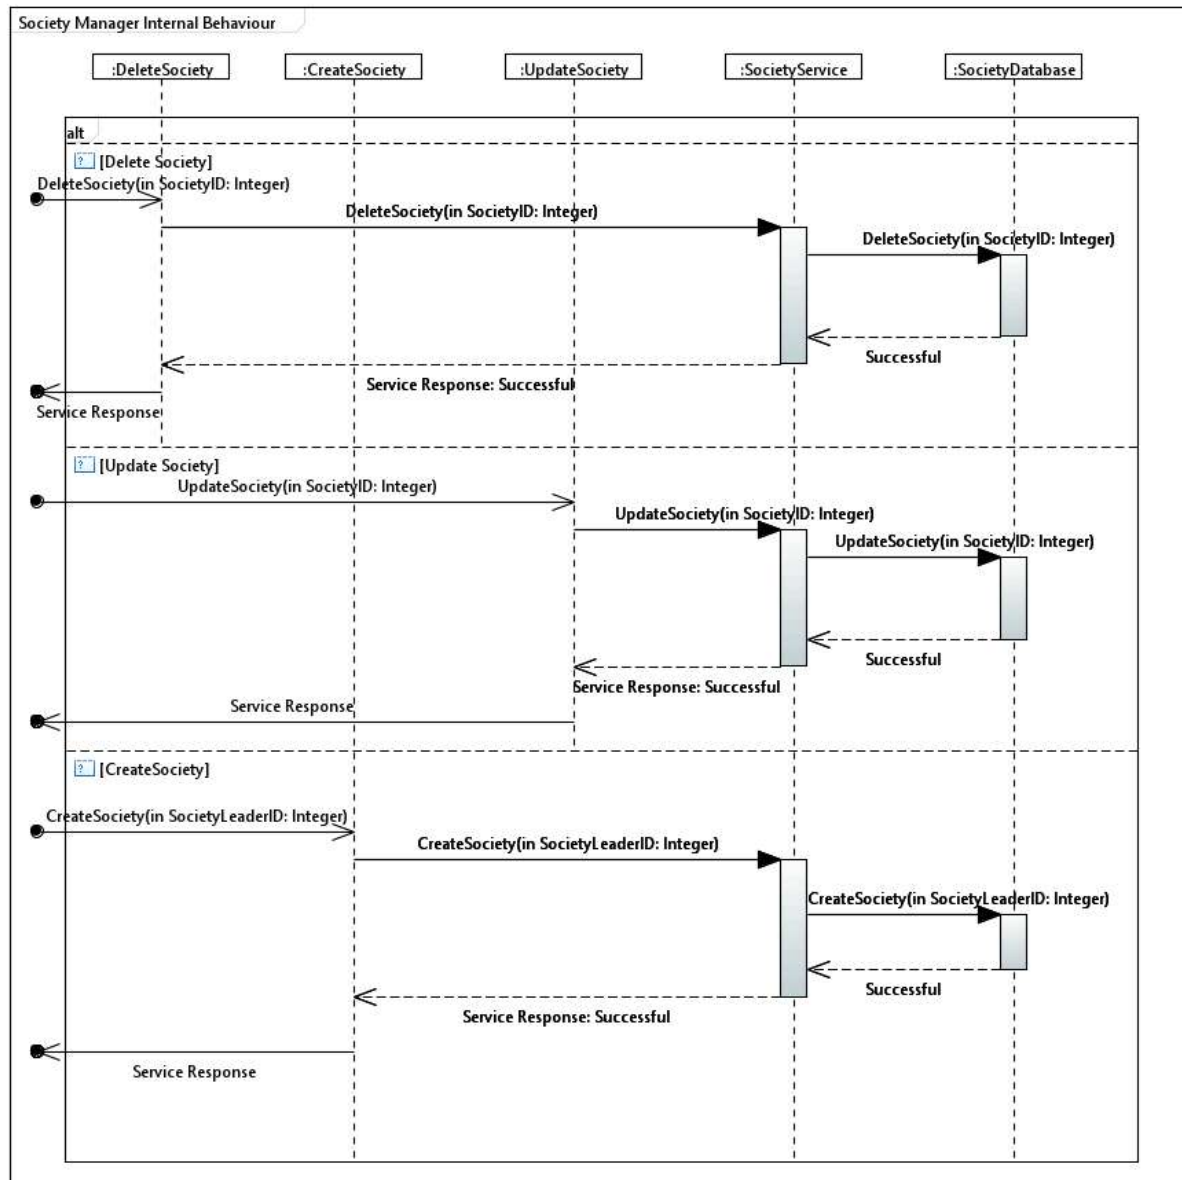 Society Manager Internal Behaviour
:DeleteSociety
:CreateSociety
:UpdateSociety
:SocietyService
:SocietyDatabase
alt
? [Delete Society]
DeleteSociety(in SocietyID: Integer)
DeleteSociety(in SocietyID: Integer)
DeleteSociety(in SocietyID: Integer)
Successful
Service Response: Successful
Service Response
? [Update Society]
UpdateSociety(in SocietyID: Integer)
UpdateSociety(in SocietyID: Integer)
UpdateSociety(in SocietyID: Integer)
Successful
Service Response: Successful
Service Response
? [CreateSociety]
CreateSociety(in SocietyLeaderID: Integer)
CreateSociety(in SocietyLeaderID: Integer)
CreateSociety(in SocietyLeaderID: Integer)
Successful
Service Response: Successful
Service Response